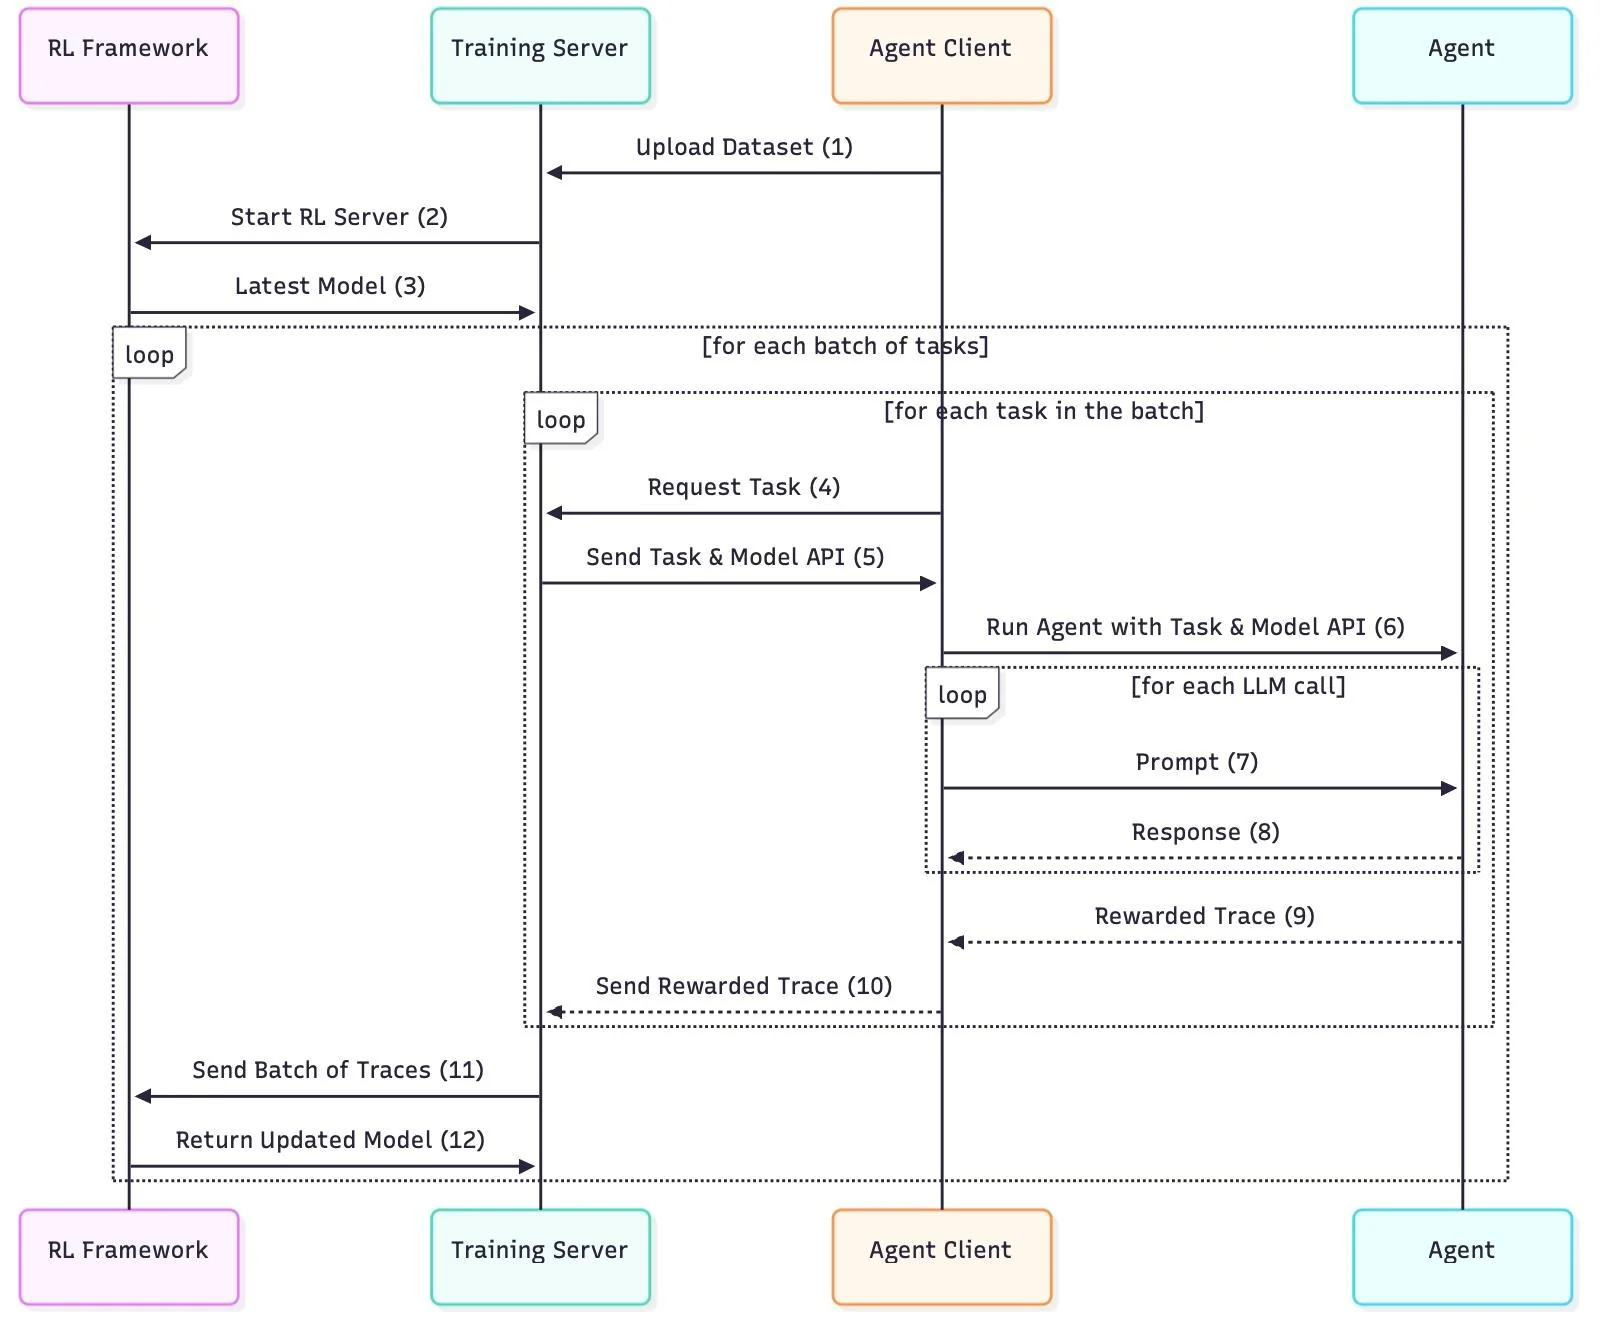 RL Framework
Training Server
Agent Client
Agent
Upload Dataset (1)
Start RL Server (2)
Latest Model (3)
loop
[for each batch of tasks]
loop
[for each task in the batch]
Request Task (4)
Send Task & Model API (5)
Run Agent with Task & Model API (6)
loop
[for each LLM call]
Prompt (7)
Response (8)
Rewarded Trace (9)
Send Rewarded Trace (10)
Send Batch of Traces (11)
Return Updated Model (12)
RL Framework
Training Server
Agent Client
Agent